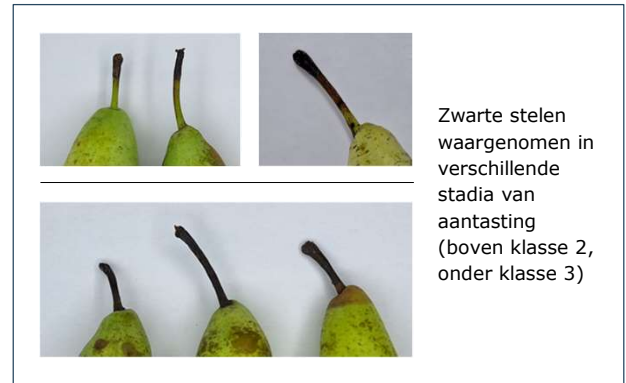 Zwarte stelen
waargenomen in
verschillende
stadia van
aantasting
(boven klasse 2,
onder klasse 3)